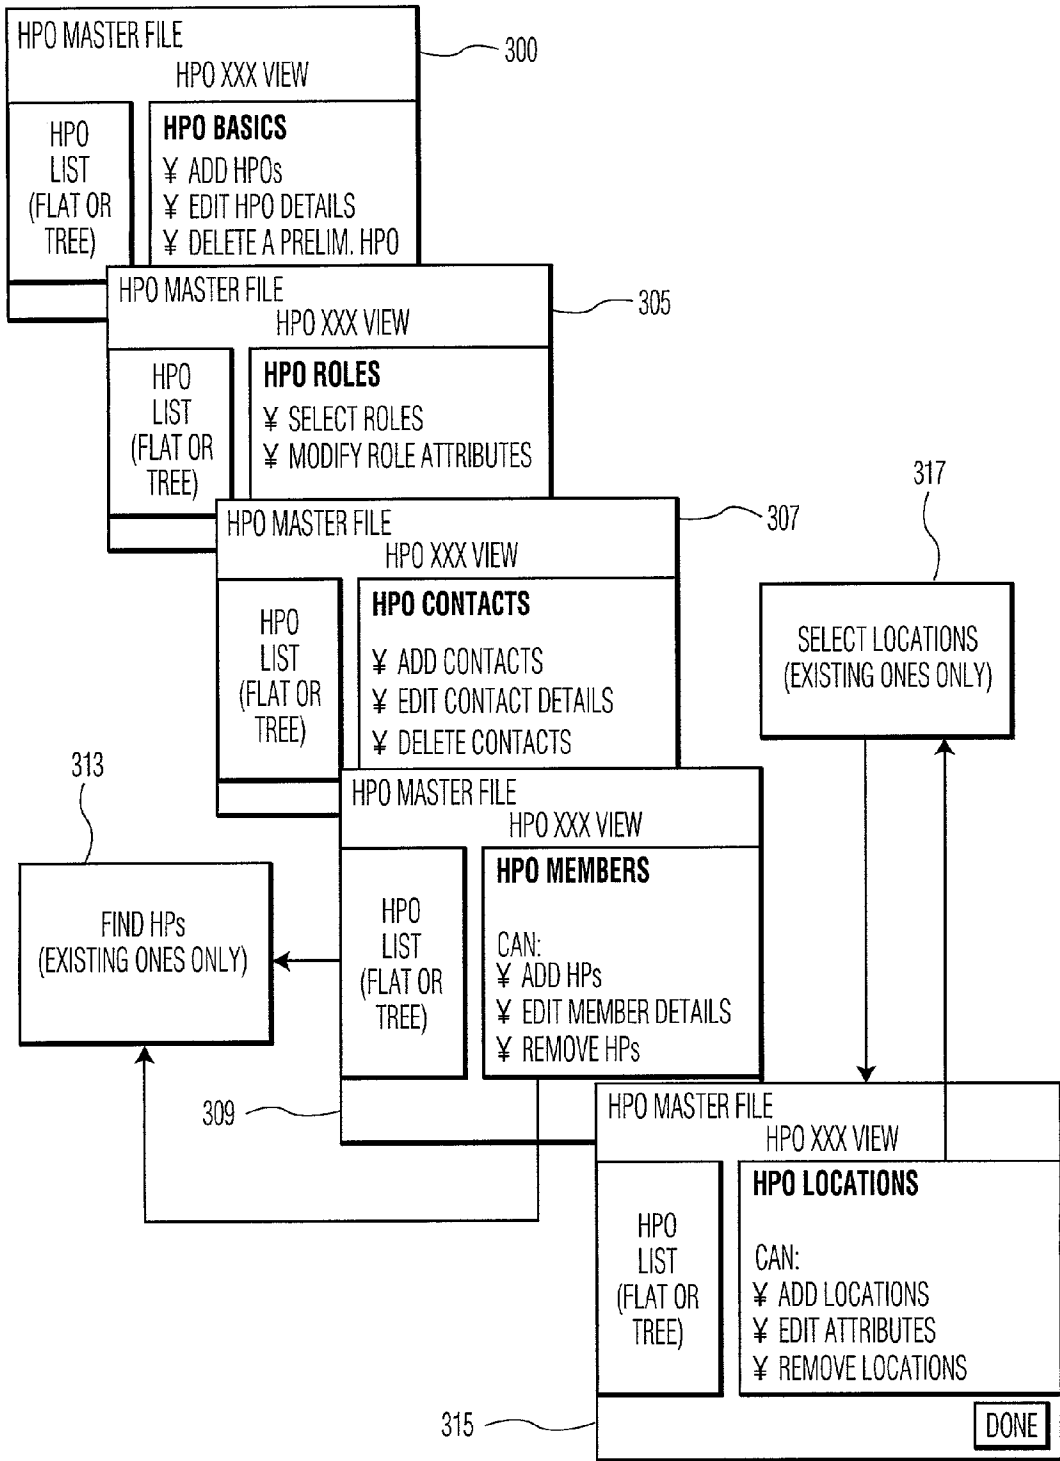 HPO MASTER FILE
HPO XXX VIEW
300
HPO
LIST
(FLAT OR
TREE)
HPO BASICS
¥ ADD HPOs
¥ EDIT HPO DETAILS
¥ DELETE A PRELIM. HPO
HPO MASTER FILE
HPO XXX VIEW
305
HPO
LIST
(FLAT OR
TREE)
HPO ROLES
¥ SELECT ROLES
¥ MODIFY ROLE ATTRIBUTES
HPO MASTER FILE
HPO XXX VIEW
307
HPO
LIST
(FLAT OR
TREE)
HPO CONTACTS
¥ ADD CONTACTS
¥ EDIT CONTACT DETAILS
¥ DELETE CONTACTS
317
SELECT LOCATIONS
(EXISTING ONES ONLY)
313
FIND HPs
(EXISTING ONES ONLY)
HPO MASTER FILE
HPO XXX VIEW
HPO
LIST
(FLAT OR
TREE)
HPO MEMBERS
CAN:
¥ ADD HPs
¥ EDIT MEMBER DETAILS
¥ REMOVE HPs
309
HPO MASTER FILE
HPO XXX VIEW
HPO
LIST
(FLAT OR
TREE)
HPO LOCATIONS
CAN:
¥ ADD LOCATIONS
¥ EDIT ATTRIBUTES
¥ REMOVE LOCATIONS
315
DONE